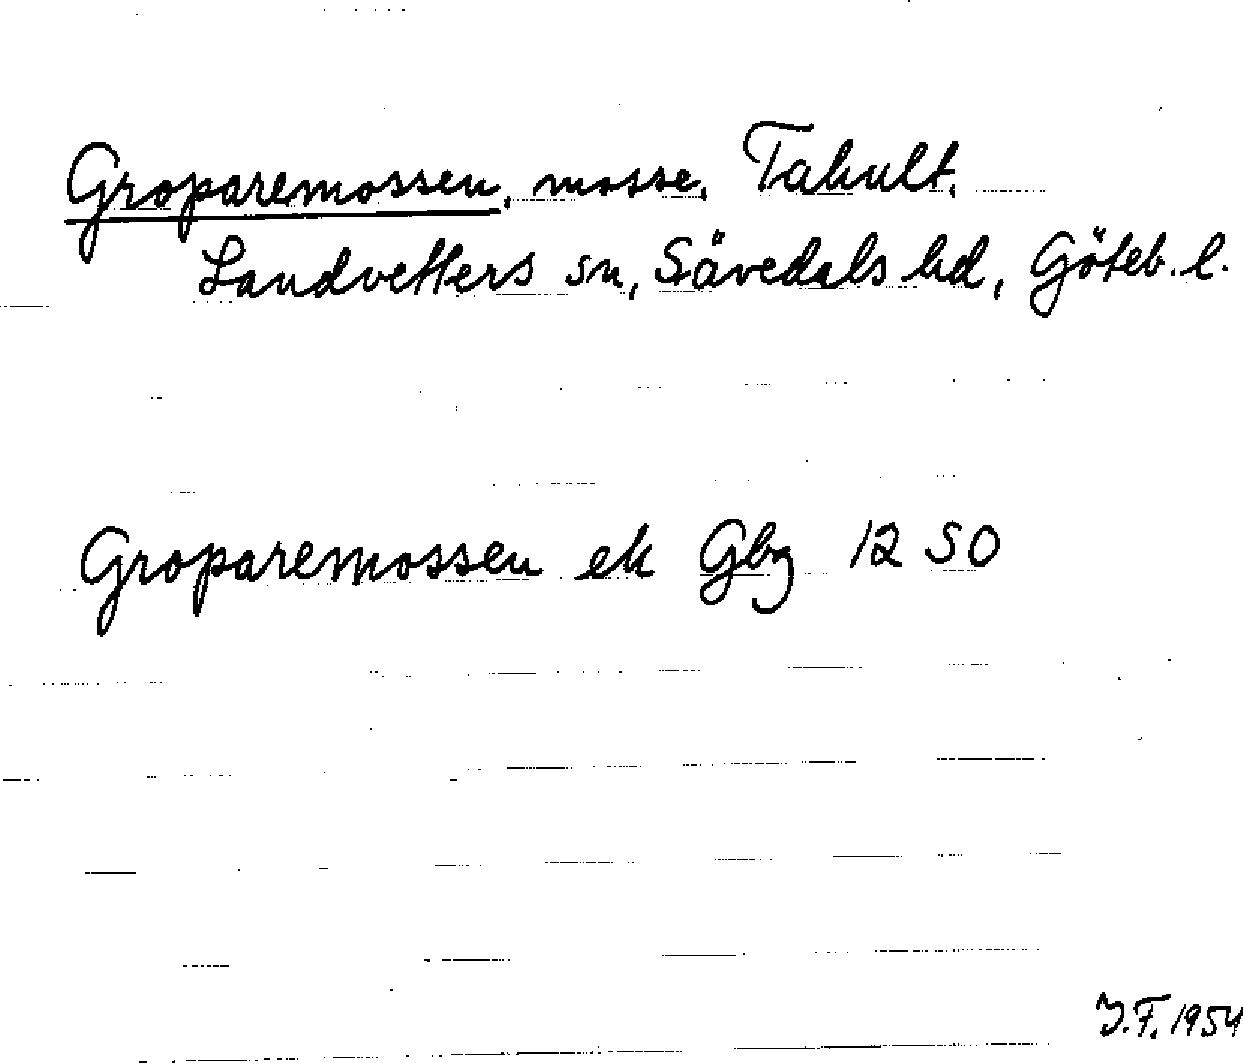 Groparemossen, mosse, Tahult,
Landvetters sn, Sävedals hd, Göteb. l.
Groparemossen ek Gbg 12 SO
J.F. 1954